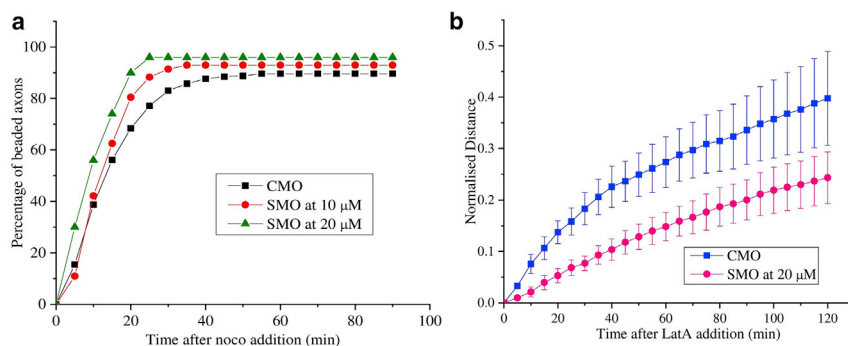 a
100
80
60
40
20
0
Percentage of beaded axons
CMO
SMO at 10 μM
SMO at 20 μM
0 20 40 60 80 100
Time after noco addition (min)
b
0.5
0.4
0.3
0.2
0.1
0.0
Normalised Distance
CMO
SMO at 20 μM
0 20 40 60 80 100 120
Time after LatA addition (min)